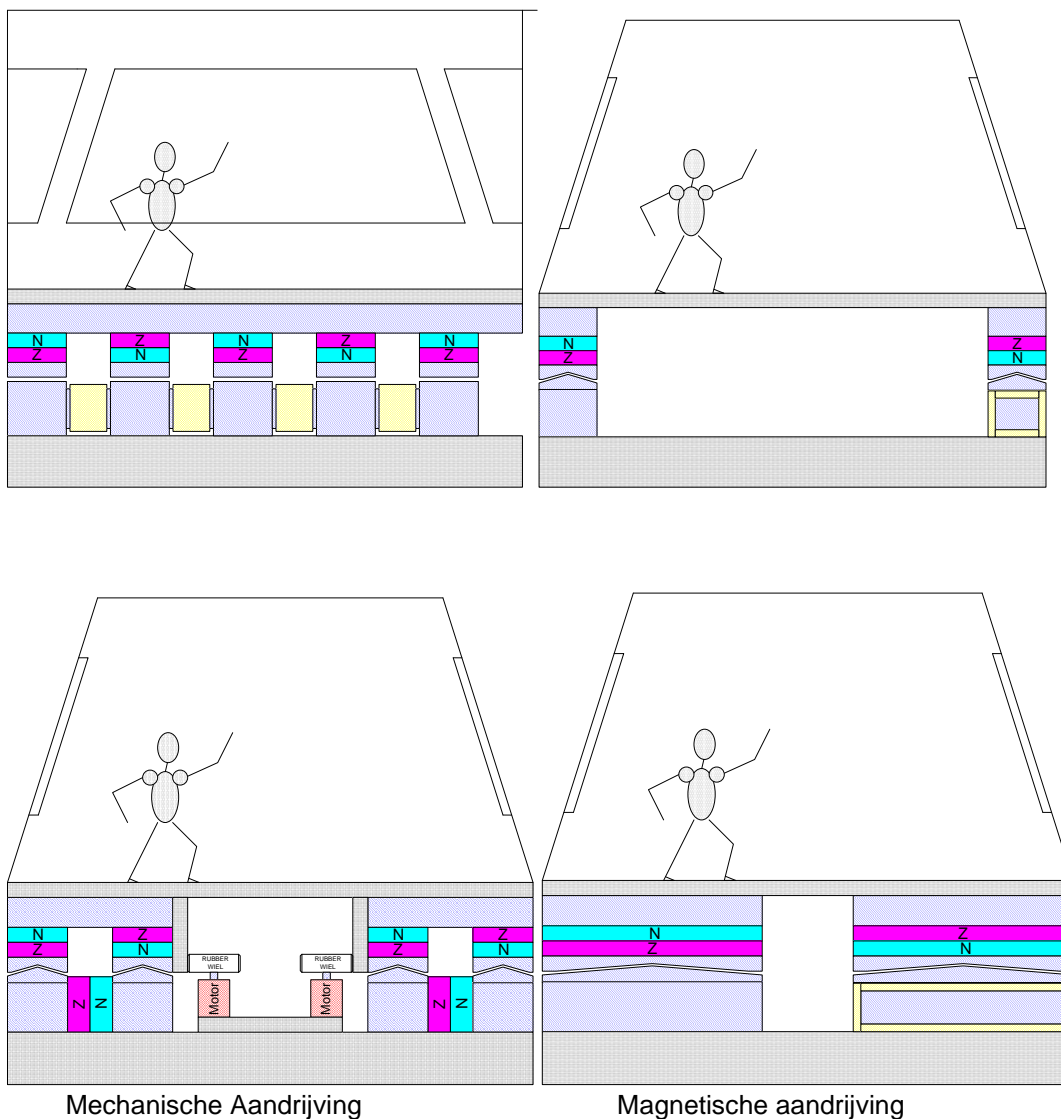 N Z N Z N
Z N Z N Z
N Z
Z N
N Z N Z
Z N Z N
RUBBER WIEL
RUBBER WIEL
Z N Motor Motor Z N
N Z
Z N
Mechanische Aandrijving
Magnetische aandrijving